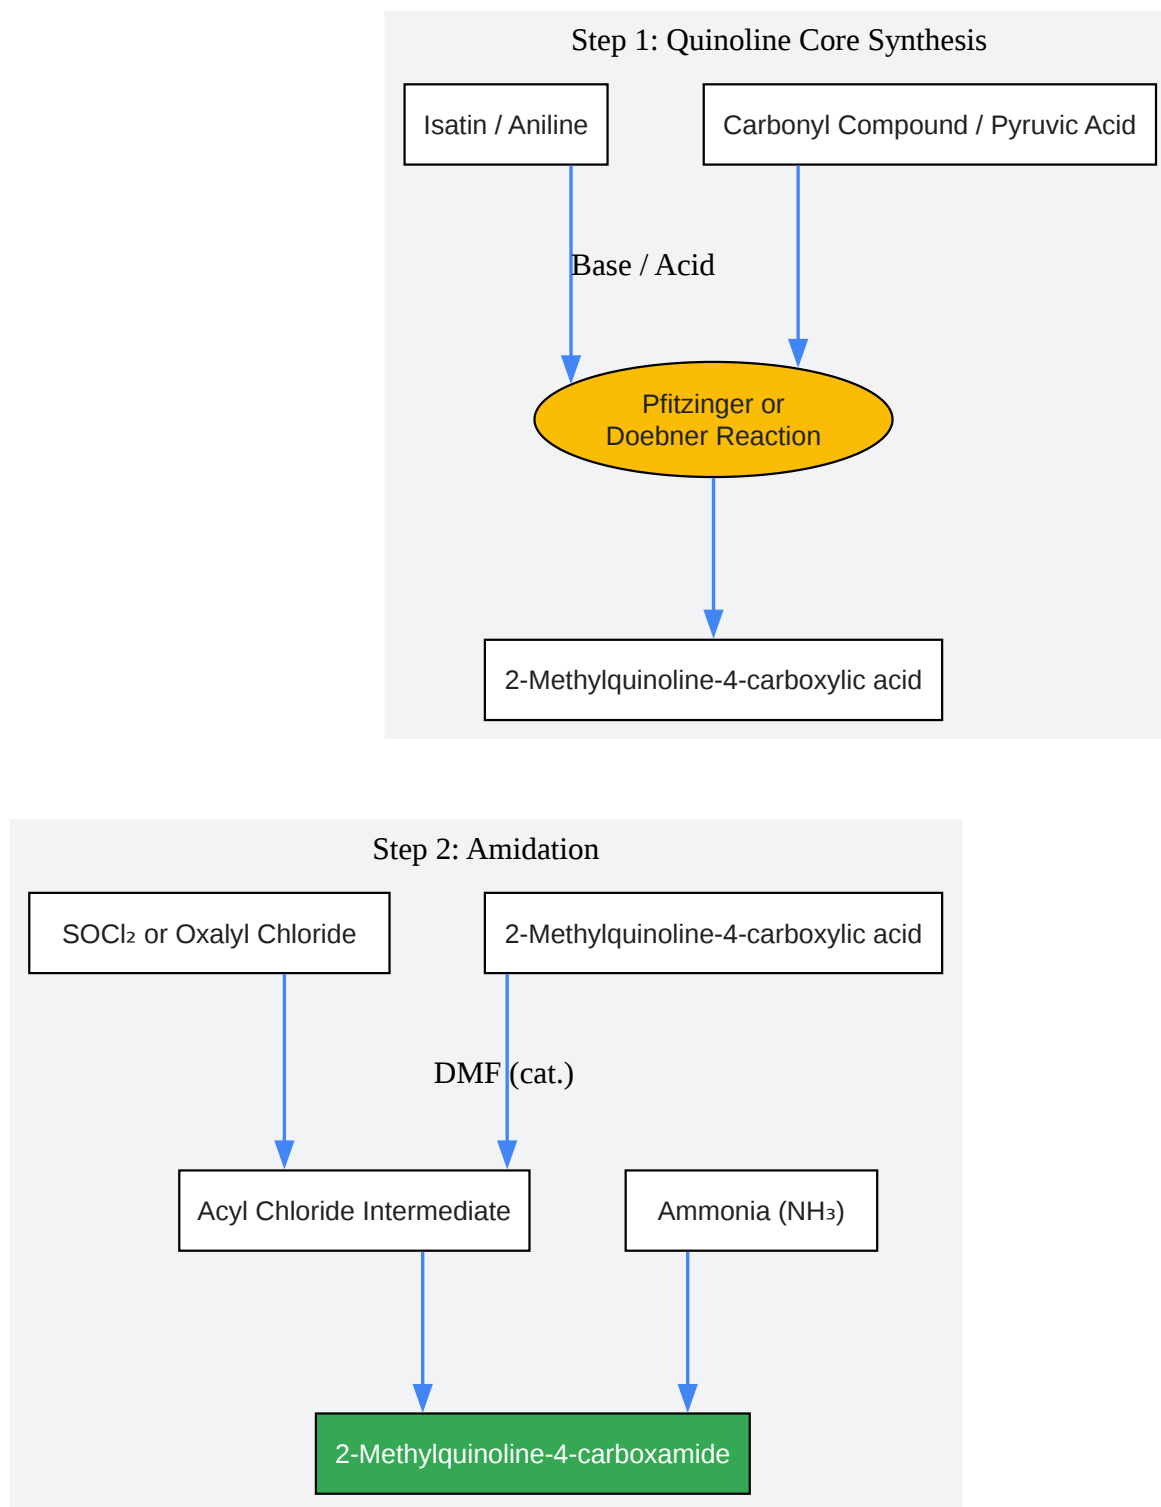 Step 1: Quinoline Core Synthesis
Isatin / Aniline
Carbonyl Compound / Pyruvic Acid
Base / Acid
Pfitzinger or
Doebner Reaction
2-Methylquinoline-4-carboxylic acid
Step 2: Amidation
SOCl₂ or Oxalyl Chloride
2-Methylquinoline-4-carboxylic acid
DMF (cat.)
Acyl Chloride Intermediate
Ammonia (NH₃)
2-Methylquinoline-4-carboxamide